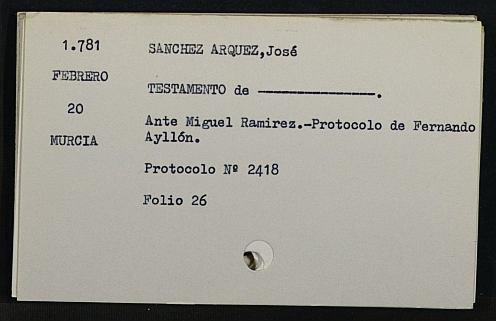 1.781
FEBRERO
20
MURCIA
SANCHEZ ARQUEZ,José
TESTAMENTO de ———————————————.
Ante Miguel Ramirez.-Protocolo de Fernando
Ayllón.
Protocolo Nº 2418
Folio 26